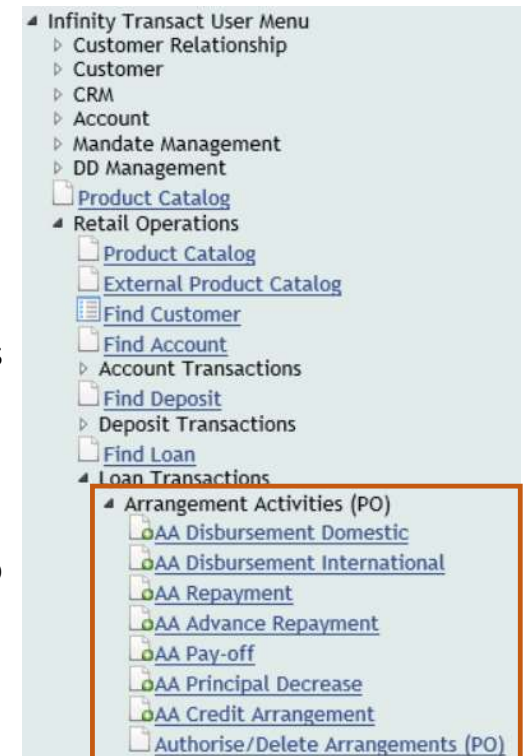 Infinity Transact User Menu
Customer Relationship
Customer
CRM
Account
Mandate Management
DD Management
Product Catalog
Retail Operations
Product Catalog
External Product Catalog
Find Customer
Find Account
Account Transactions
Find Deposit
Deposit Transactions
Find Loan
Loan Transactions
Arrangement Activities (PO)
AA Disbursement Domestic
AA Disbursement International
AA Repayment
AA Advance Repayment
AA Pay-off
AA Principal Decrease
AA Credit Arrangement
Authorise/Delete Arrangements (PO)